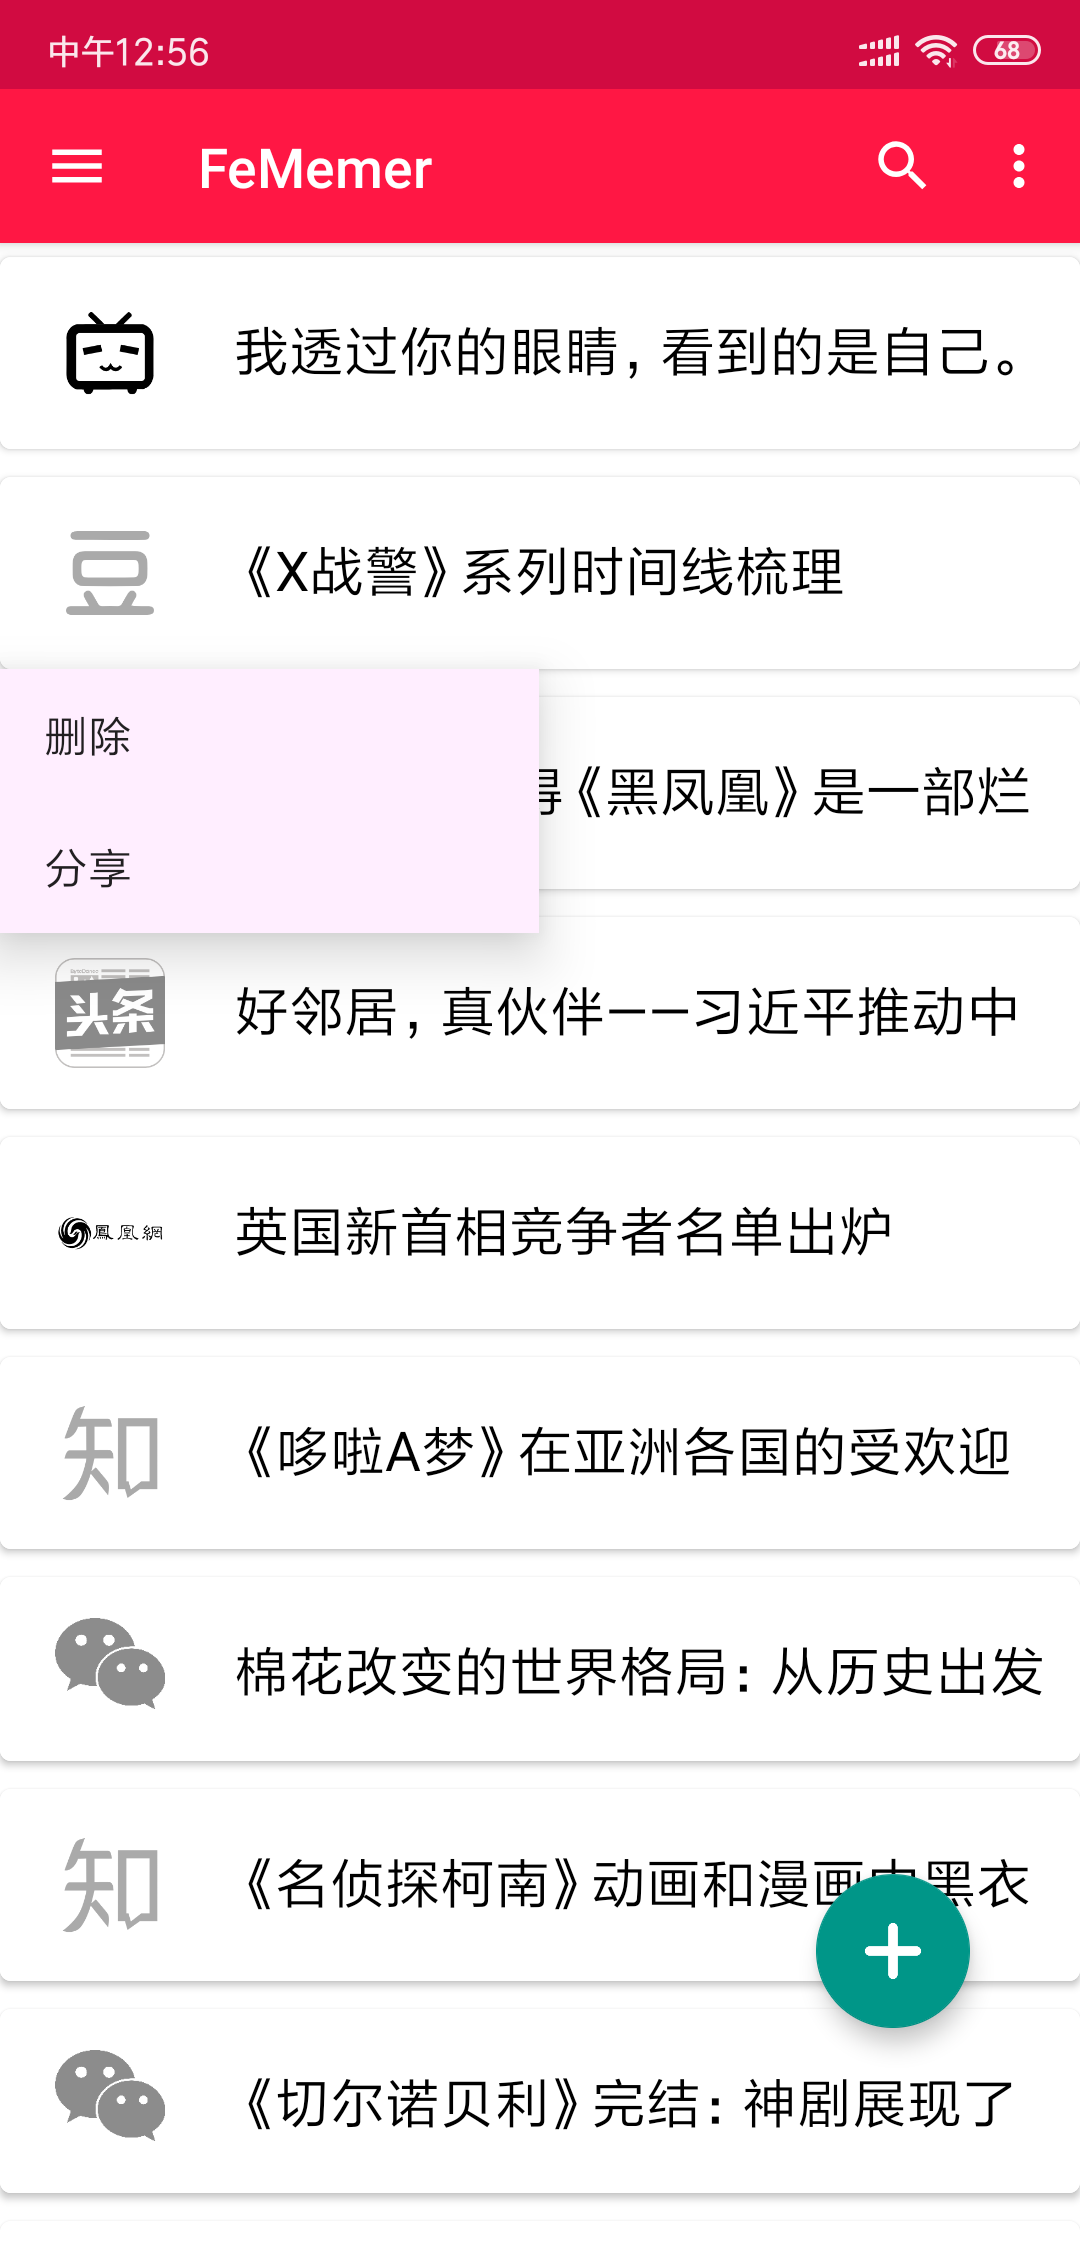 中午12:56
68
FeMemer
我透过你的眼睛，看到的是自己。
豆
《X战警》系列时间线梳理
删除
得《黑凤凰》是一部烂
分享
头条
好邻居，真伙伴——习近平推动中
鳳凰網
英国新首相竞争者名单出炉
知
《哆啦A梦》在亚洲各国的受欢迎
棉花改变的世界格局：从历史出发
知
《名侦探柯南》动画和漫画中黑衣
《切尔诺贝利》完结：神剧展现了